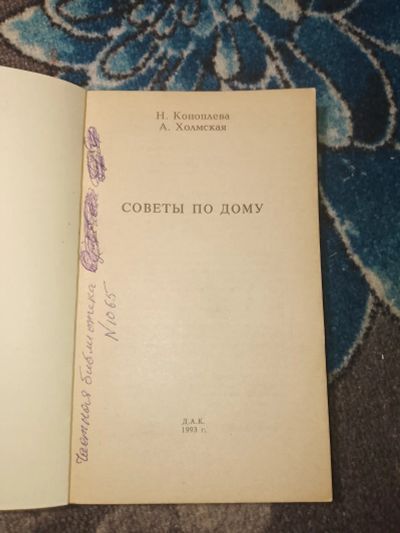 Н. Коноплева
А. Холмская
СОВЕТЫ ПО ДОМУ
Частная библиотека
N 1065
Д.А.К.
1993 г.